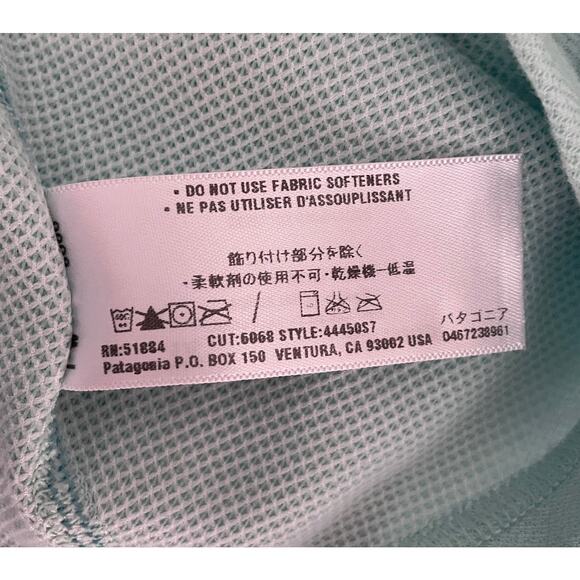 • DO NOT USE FABRIC SOFTENERS
• NE PAS UTILISER D'ASSOUPLISSANT
飾り付け部分を除く
・柔軟剤の使用不可・乾燥機一低温
40C
RN:51884 CUT:6068 STYLE:44450S7 パタゴニア
Patagonia P.O. BOX 150 VENTURA, CA 93002 USA 0467238961